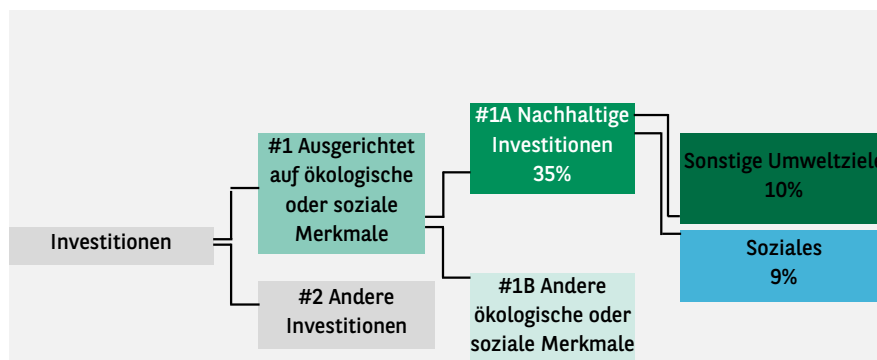 Investitionen
#1 Ausgerichtet
auf ökologische
oder soziale
Merkmale
#2 Andere
Investitionen
#1A Nachhaltige
Investitionen
35%
#1B Andere
ökologische oder
soziale Merkmale
Sonstige Umweltziele
10%
Soziales
9%